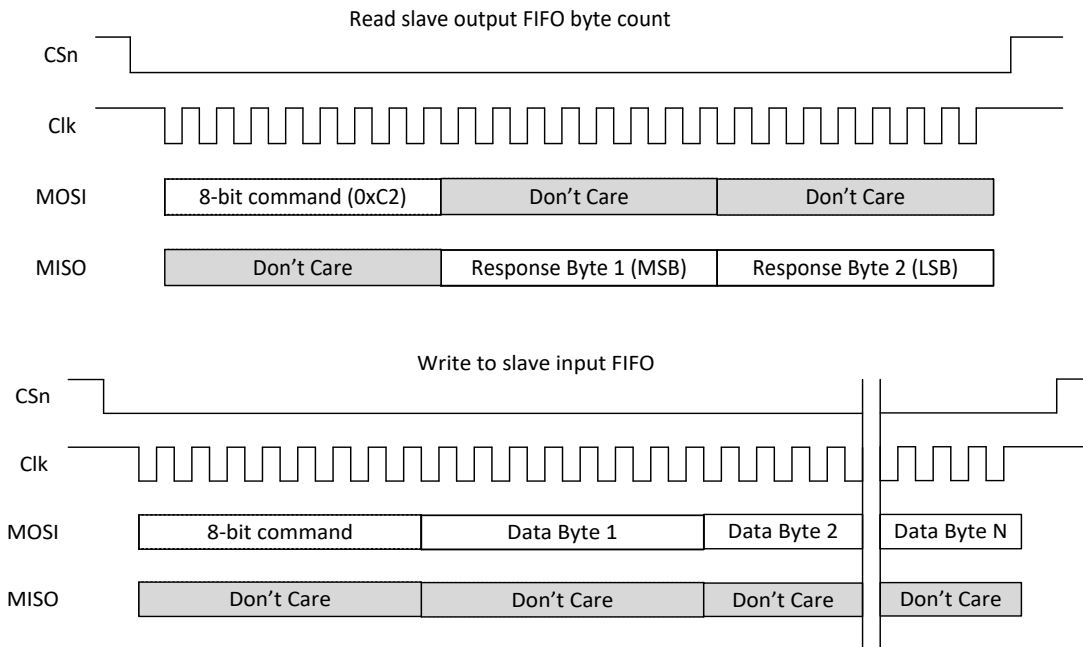 Read slave output FIFO byte count
CSn
Clk
MOSI 8-bit command (0xC2) Don't Care Don't Care
MISO Don't Care Response Byte 1 (MSB) Response Byte 2 (LSB)
Write to slave input FIFO
CSn
Clk
MOSI 8-bit command Data Byte 1 Data Byte 2 Data Byte N
MISO Don't Care Don't Care Don't Care Don't Care